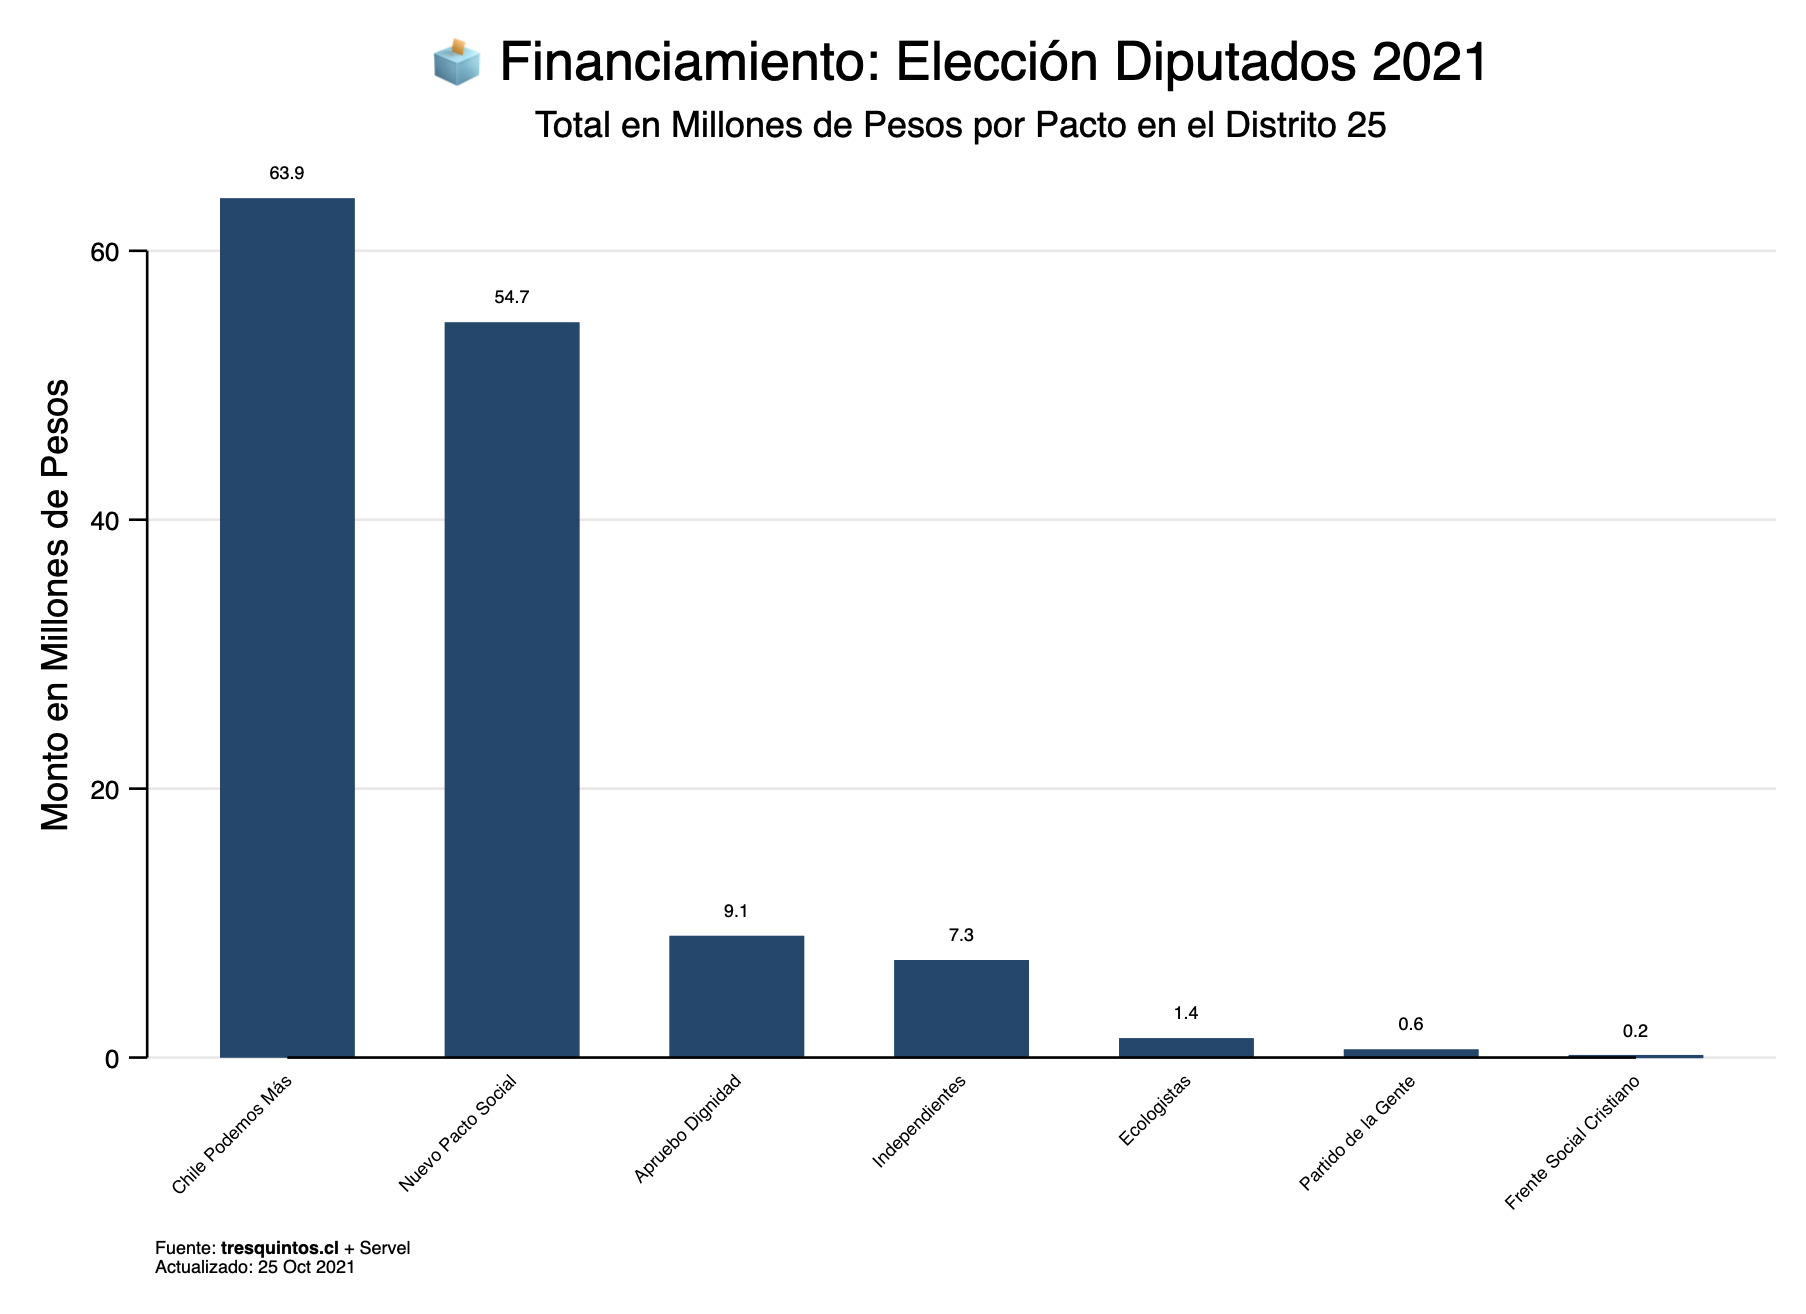 Financiamiento: Elección Diputados 2021
Total en Millones de Pesos por Pacto en el Distrito 25
Monto en Millones de Pesos
60
40
20
0
63.9
54.7
9.1
7.3
1.4
0.6
0.2
Chile Podemos Más
Nuevo Pacto Social
Apruebo Dignidad
Independientes
Ecologistas
Partido de la Gente
Frente Social Cristiano
Fuente: tresquintos.cl + Servel
Actualizado: 25 Oct 2021